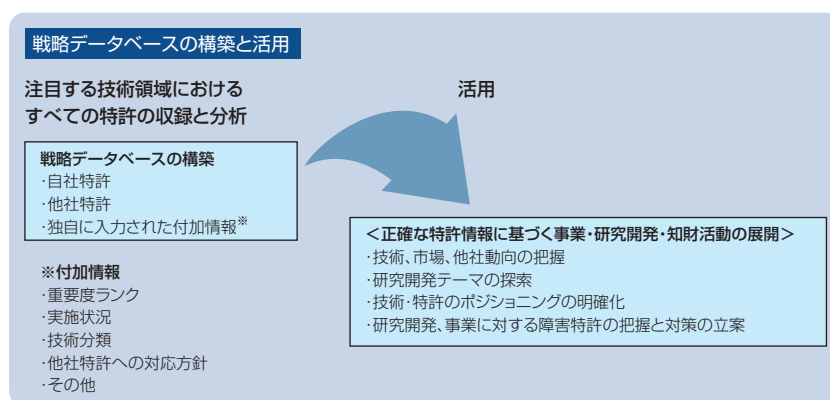 戦略データベースの構築と活用
注目する技術領域における
すべての特許の収録と分析
戦略データベースの構築
・自社特許
・他社特許
・独自に入力された付加情報※
※付加情報
・重要度ランク
・実施状況
・技術分類
・他社特許への対応方針
・その他
活用
<正確な特許情報に基づく事業・研究開発・知財活動の展開>
・技術、市場、他社動向の把握
・研究開発テーマの探索
・技術・特許のポジショニングの明確化
・研究開発、事業に対する障害特許の把握と対策の立案